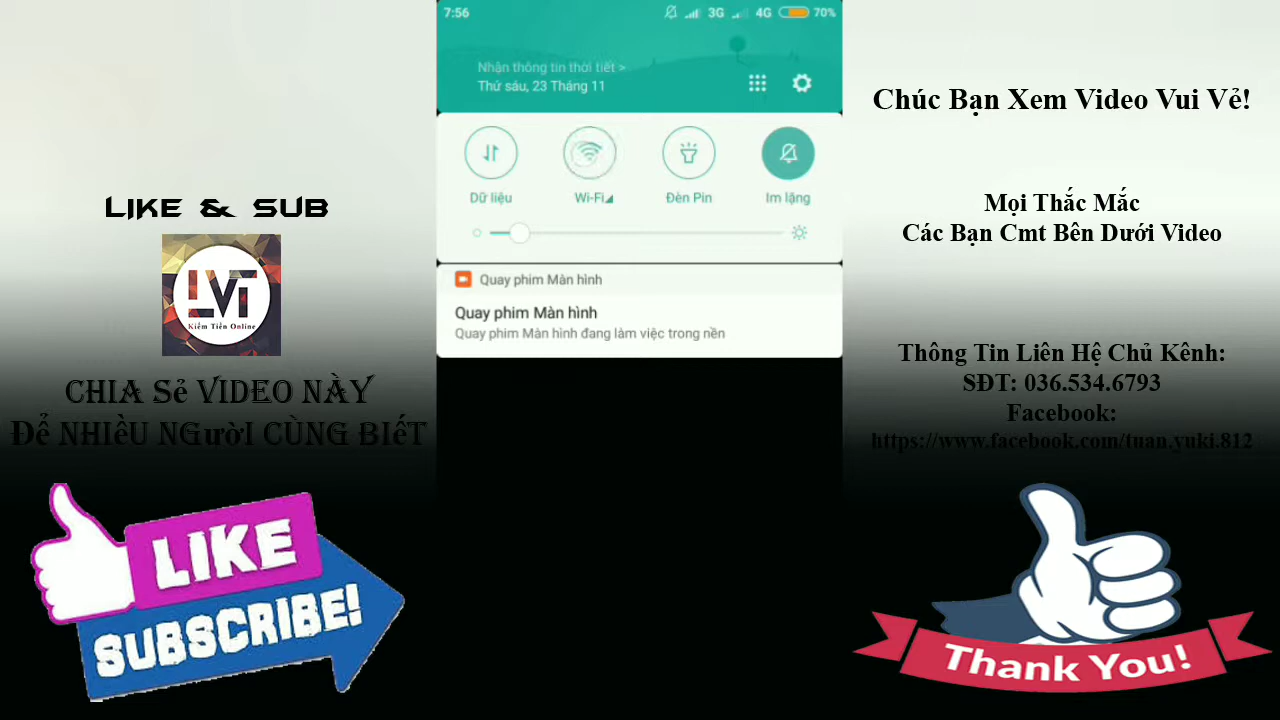 LIKE & SUB
LVT
Kiếm Tiền Online
CHIA Sẻ VIDEO NÀY
Để NHIềU NGườI CÙNG BIếT
LIKE
SUBSCRIBE!
7:56
3G
4G
70%
Nhận thông tin thời tiết >
Thứ sáu, 23 Tháng 11
Dữ liệu
Wi-Fi
Đèn Pin
Im lặng
Quay phim Màn hình
Quay phim Màn hình
Quay phim Màn hình đang làm việc trong nền
Chúc Bạn Xem Video Vui Vẻ!
Mọi Thắc Mắc
Các Bạn Cmt Bên Dưới Video
Thông Tin Liên Hệ Chủ Kênh:
SĐT: 036.534.6793
Facebook:
https://www.facebook.com/tuan.yuki.812
Thank You!